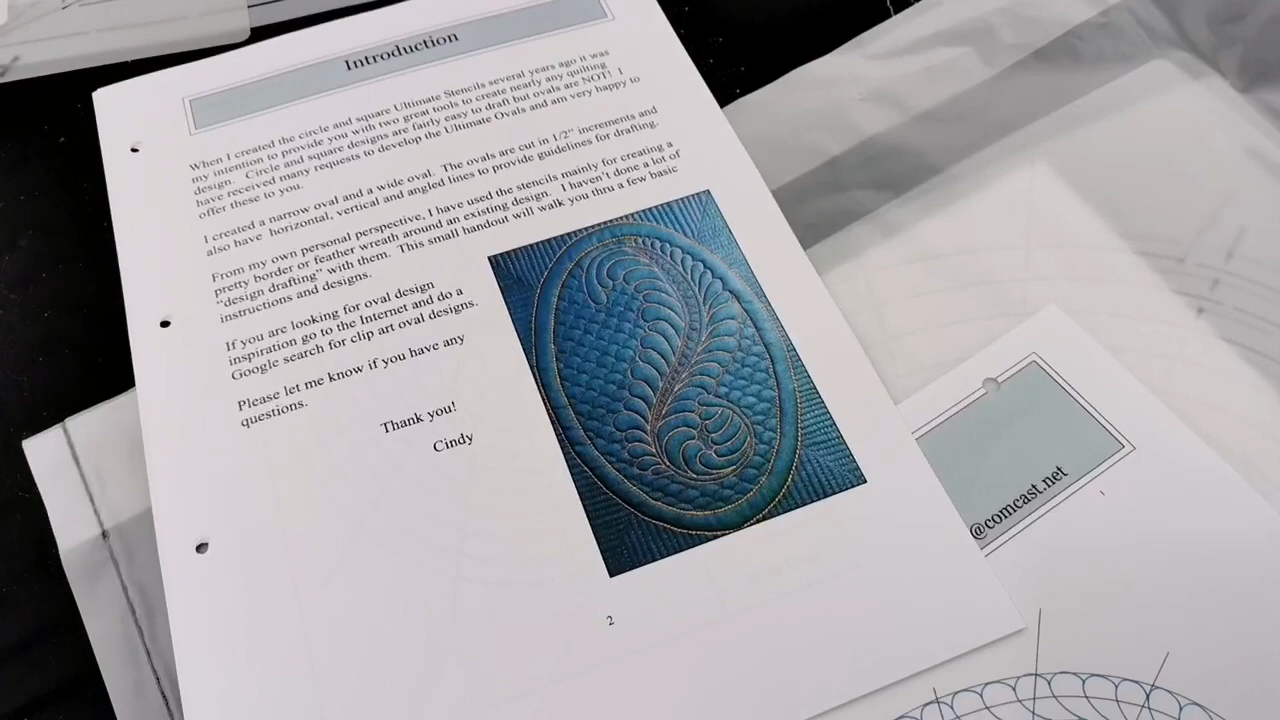 Introduction
When I created the circle and square Ultimate Stencils several years ago it was
my intention to provide you with two great tools to create nearly any quilting
design. Circle and square designs are fairly easy to draft but ovals are NOT! I
have received many requests to develop the Ultimate Ovals and am very happy to
offer these to you.
I created a narrow oval and a wide oval. The ovals are cut in 1/2" increments and
also have horizontal, vertical and angled lines to provide guidelines for drafting.
From my own personal perspective, I have used the stencils mainly for creating a
pretty border or feather wreath around an existing design. I haven't done a lot of
"design drafting" with them. This small handout will walk you thru a few basic
instructions and designs.
If you are looking for oval design
inspiration go to the Internet and do a
Google search for clip art oval designs.
Please let me know if you have any
questions.
Thank you!
Cindy
2
@comcast.net
1